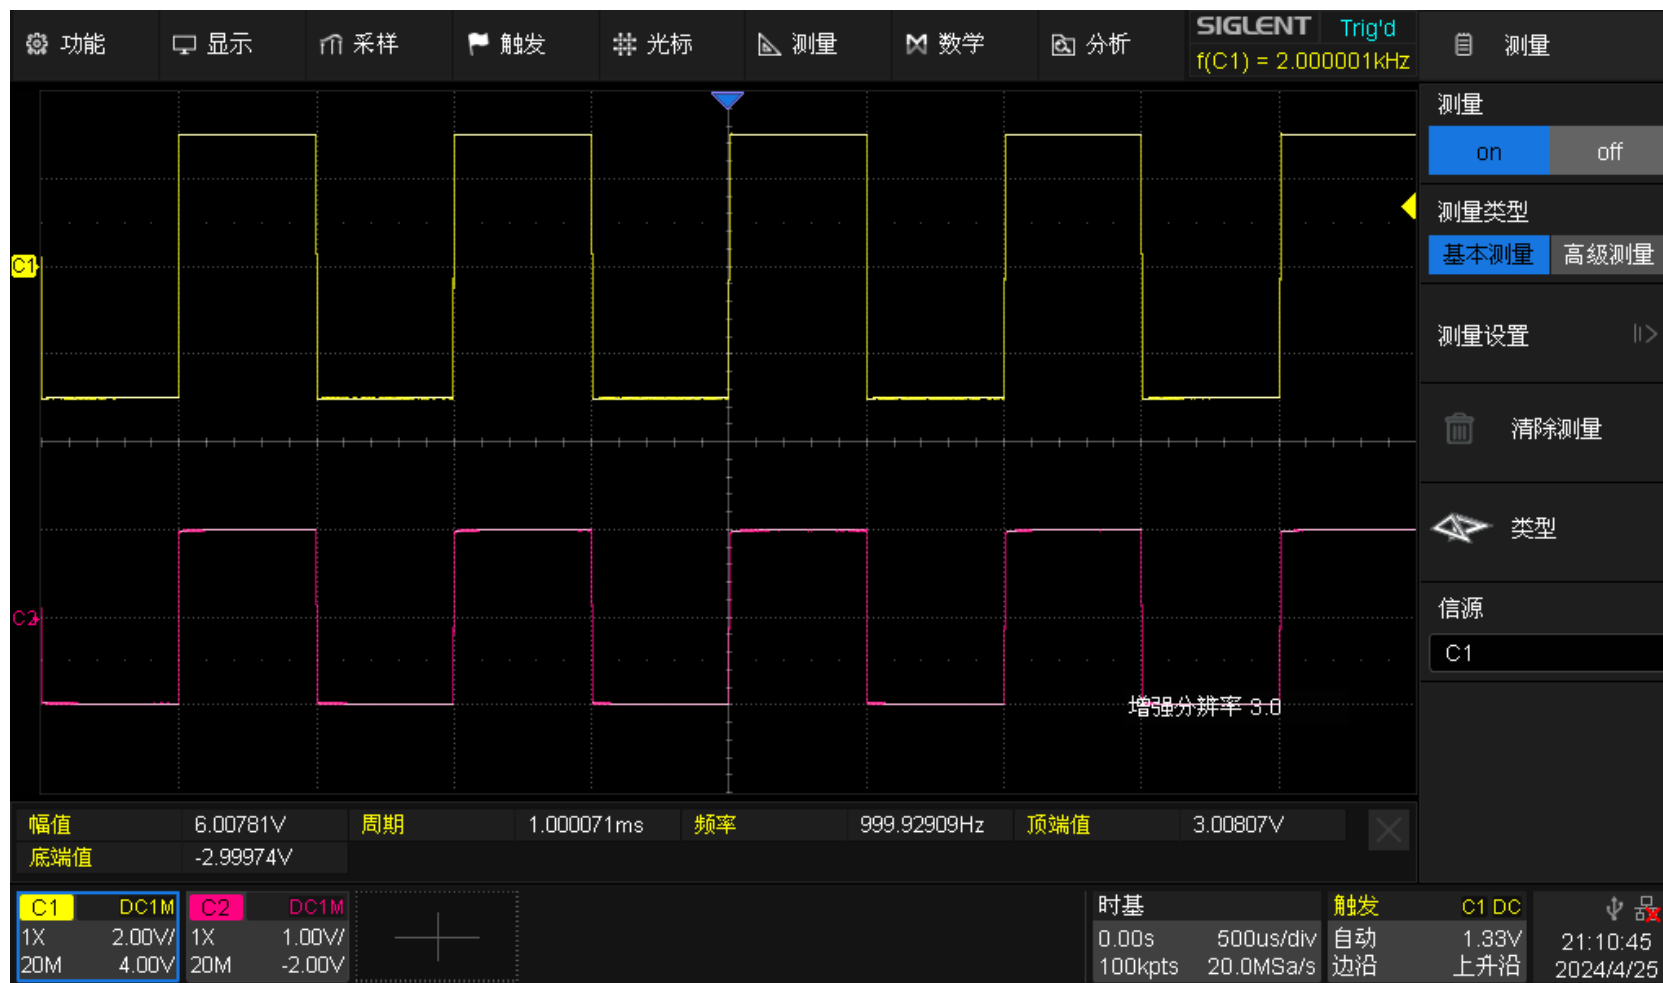 功能 显示 采样 触发 光标 测量 数学 分析 SIGLENT Trig'd 测量
f(C1) = 2.000001kHz
测量
on off
测量类型
基本测量 高级测量
C1
测量设置
清除测量
类型
信源
C2
C1
增强分辨率 3.0
幅值 6.00781V 周期 1.000071ms 频率 999.92909Hz 顶端值 3.00807V
底端值 -2.99974V
C1 DC1M C2 DC1M 时基 触发 C1 DC
1X 2.00V/ 1X 1.00V/ 0.00s 500us/div 自动 1.33V 21:10:45
20M 4.00V 20M -2.00V 100kpts 20.0MSa/s 边沿 上升沿 2024/4/25